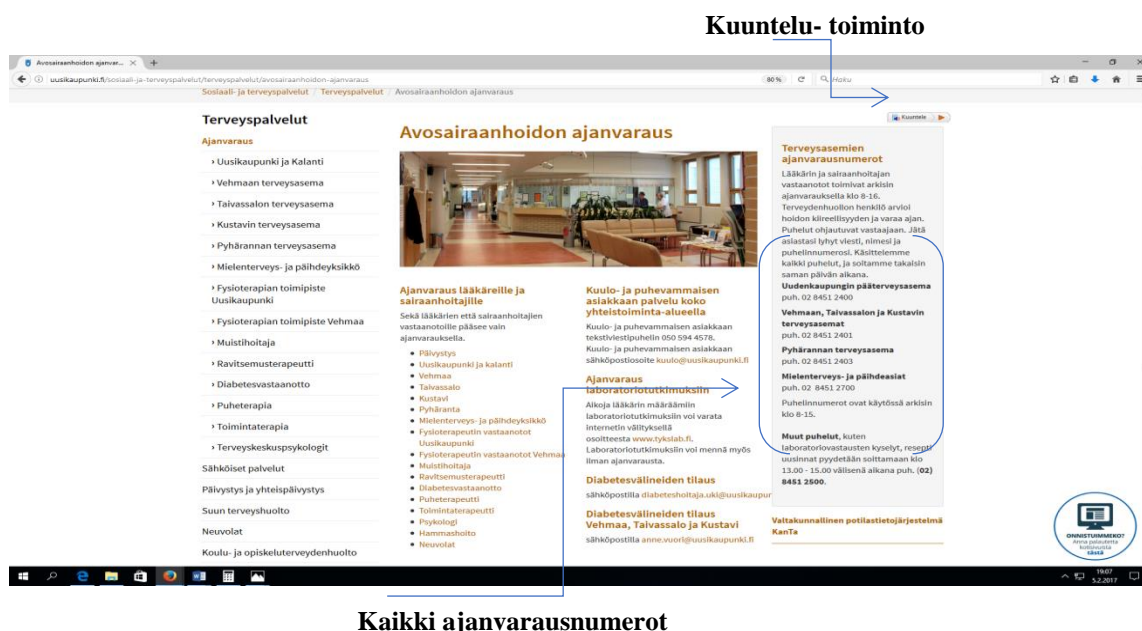 Kuuntelu- toiminto
Avosairaanhoidon ajanvar...
uusikaupunki.fi/sosiaali-ja-terveyspalvelut/terveyspalvelut/avosairaanhoidon-ajanvaraus
80 %
Haku
Sosiaali- ja terveyspalvelut / Terveyspalvelut / Avosairaanhoidon ajanvaraus
Terveyspalvelut
Ajanvaraus
› Uusikaupunki ja Kalanti
› Vehmaan terveysasema
› Taivassalon terveysasema
› Kustavin terveysasema
› Pyhärannan terveysasema
› Mielenterveys- ja päihdeyksikkö
› Fysioterapian toimipiste
Uusikaupunki
› Fysioterapian toimipiste Vehmaa
› Muistihoitaja
› Ravitsemusterapeutti
› Diabetesvastaanotto
› Puheterapia
› Toimintaterapia
› Terveyskeskuspsykologit
Sähköiset palvelut
Päivystys ja yhteispäivystys
Suun terveyshuolto
Neuvolat
Koulu- ja opiskeluterveydenhuolto
Avosairaanhoidon ajanvaraus
Ajanvaraus lääkäreille ja
sairaanhoitajille
Sekä lääkärien että sairaanhoitajien
vastaanotoille pääsee vain
ajanvarauksella.
• Päivystys
• Uusikaupunki ja kalanti
• Vehmaa
• Taivassalo
• Kustavi
• Pyhäranta
• Mielenterveys- ja päihdeyksikkö
• Fysioterapeutin vastaanotot
Uusikaupunki
• Fysioterapeutin vastaanotot Vehmaa
• Muistihoitaja
• Ravitsemusterapeutti
• Diabetesvastaanotto
• Puheterapeutti
• Toimintaterapeutti
• Psykologi
• Hammashoito
• Neuvolat
Kuulo- ja puhevammaisen
asiakkaan palvelu koko
yhteistoiminta-alueella
Kuulo- ja puhevammaisen asiakkaan
tekstiviestipuhelin 050 594 4578.
Kuulo- ja puhevammaisen asiakkaan
sähköpostiosoite kuulo@uusikaupunki.fi
Ajanvaraus
laboratoriotutkimuksiin
Aikoja lääkärin määräämiin
laboratoriotutkimuksiin voi varata
internetin välityksellä
osoitteesta www.tykslab.fi.
Laboratoriotutkimuksiin voi mennä myös
ilman ajanvarausta.
Diabetesvälineiden tilaus
sähköpostilla diabeteshoitaja.uki@uusikaupur
Diabetesvälineiden tilaus
Vehmaa, Taivassalo ja Kustavi
sähköpostilla anne.vuori@uusikaupunki.fi
Kuuntele
Terveysasemien
ajanvarausnumerot
Lääkärin ja sairaanhoitajan
vastaanotot toimivat arkisin
ajanvarauksella klo 8-16.
Terveydenhuollon henkilö arvioi
hoidon kiireellisyyden ja varaa ajan.
Puhelut ohjautuvat vastaajaan. Jätä
asiastasi lyhyt viesti, nimesi ja
puhelinnumerosi. Käsittelemme
kaikki puhelut, ja soitamme takaisin
saman päivän aikana.
Uudenkaupungin pääterveysasema
puh. 02 8451 2400
Vehmaan, Taivassalon ja Kustavin
terveysasemat
puh. 02 8451 2401
Pyhärannan terveysasema
puh. 02 8451 2403
Mielenterveys- ja päihdeasiat
puh. 02 8451 2700
Puhelinnumerot ovat käytössä arkisin
klo 8-15.
Muut puhelut, kuten
laboratoriovastausten kyselyt, resepti
uusinnat pyydetään soittamaan klo
13.00 - 15.00 välisenä aikana puh. (02)
8451 2500.
Valtakunnallinen potilastietojärjestelmä
KanTa
ONNISTUIMMEKO?
Anna palautetta
kotisivuista
tästä
19.07
5.2.2017
Kaikki ajanvarausnumerot